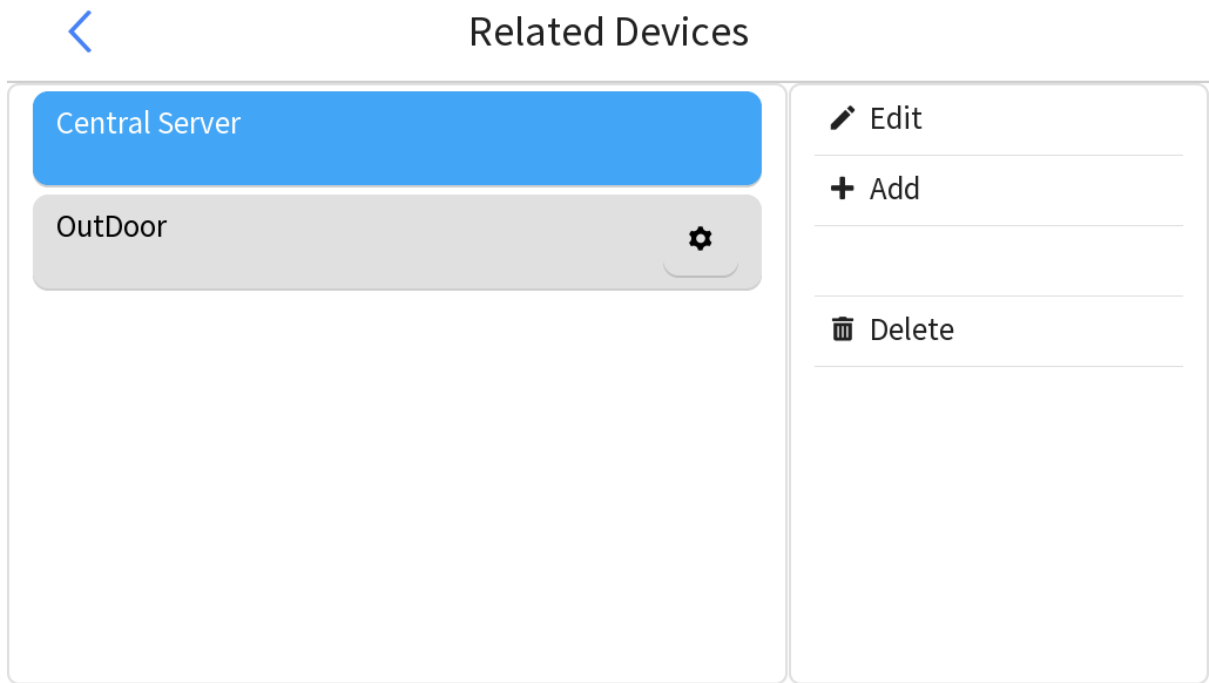 Related Devices
Central Server
OutDoor
Edit
Add
Delete